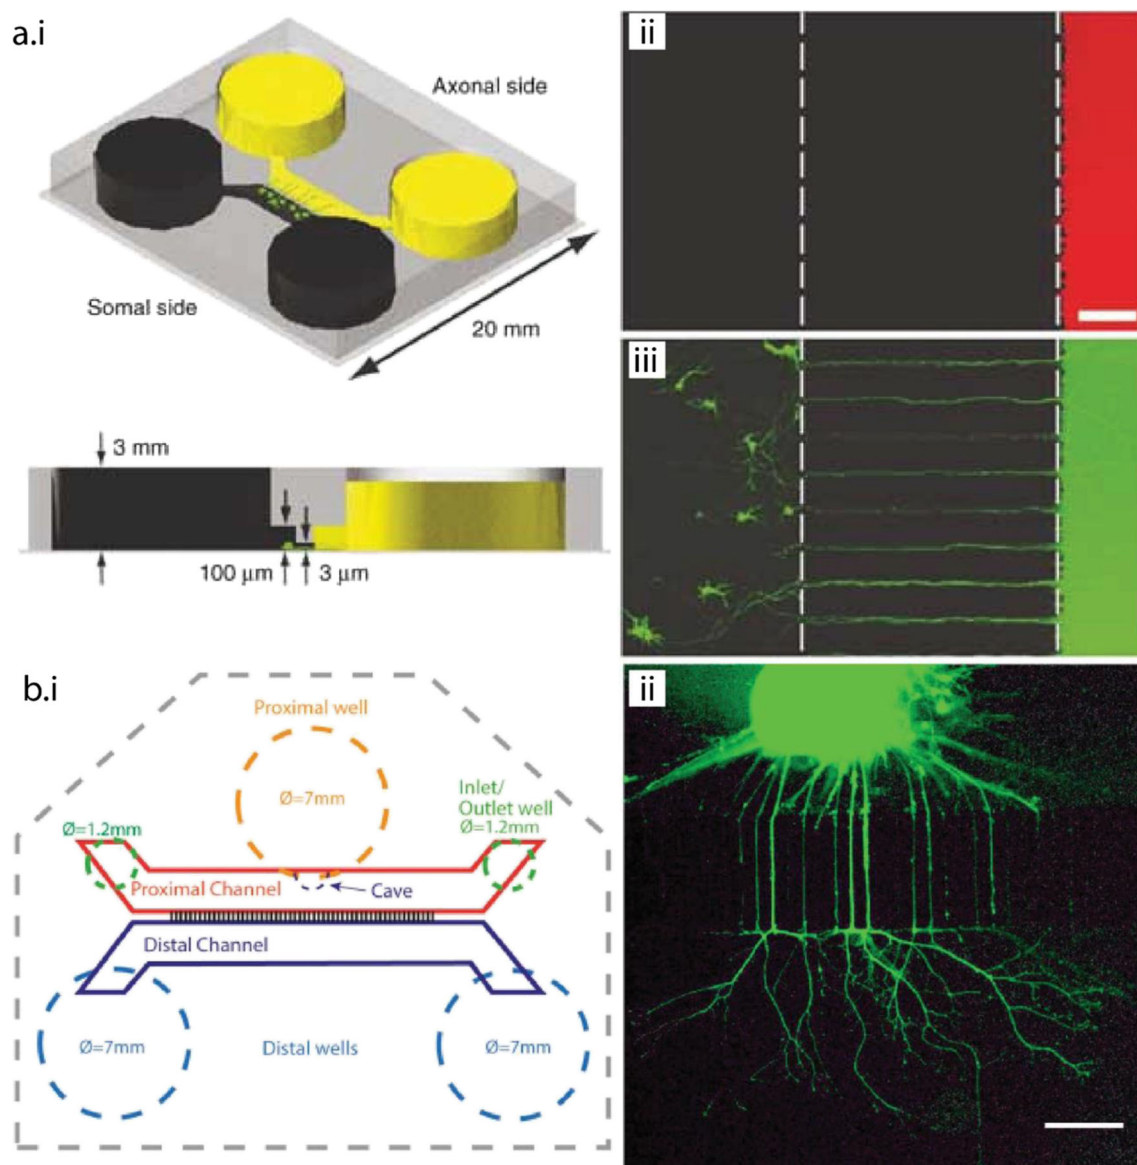 a.i
Axonal side
Somal side
20 mm
3 mm
100 μm
3 μm
ii
iii
b.i
Proximal well
Ø=7mm
Inlet/
Outlet well
Ø=1.2mm
Ø=1.2mm
Proximal Channel
Cave
Distal Channel
Ø=7mm
Distal wells
Ø=7mm
ii